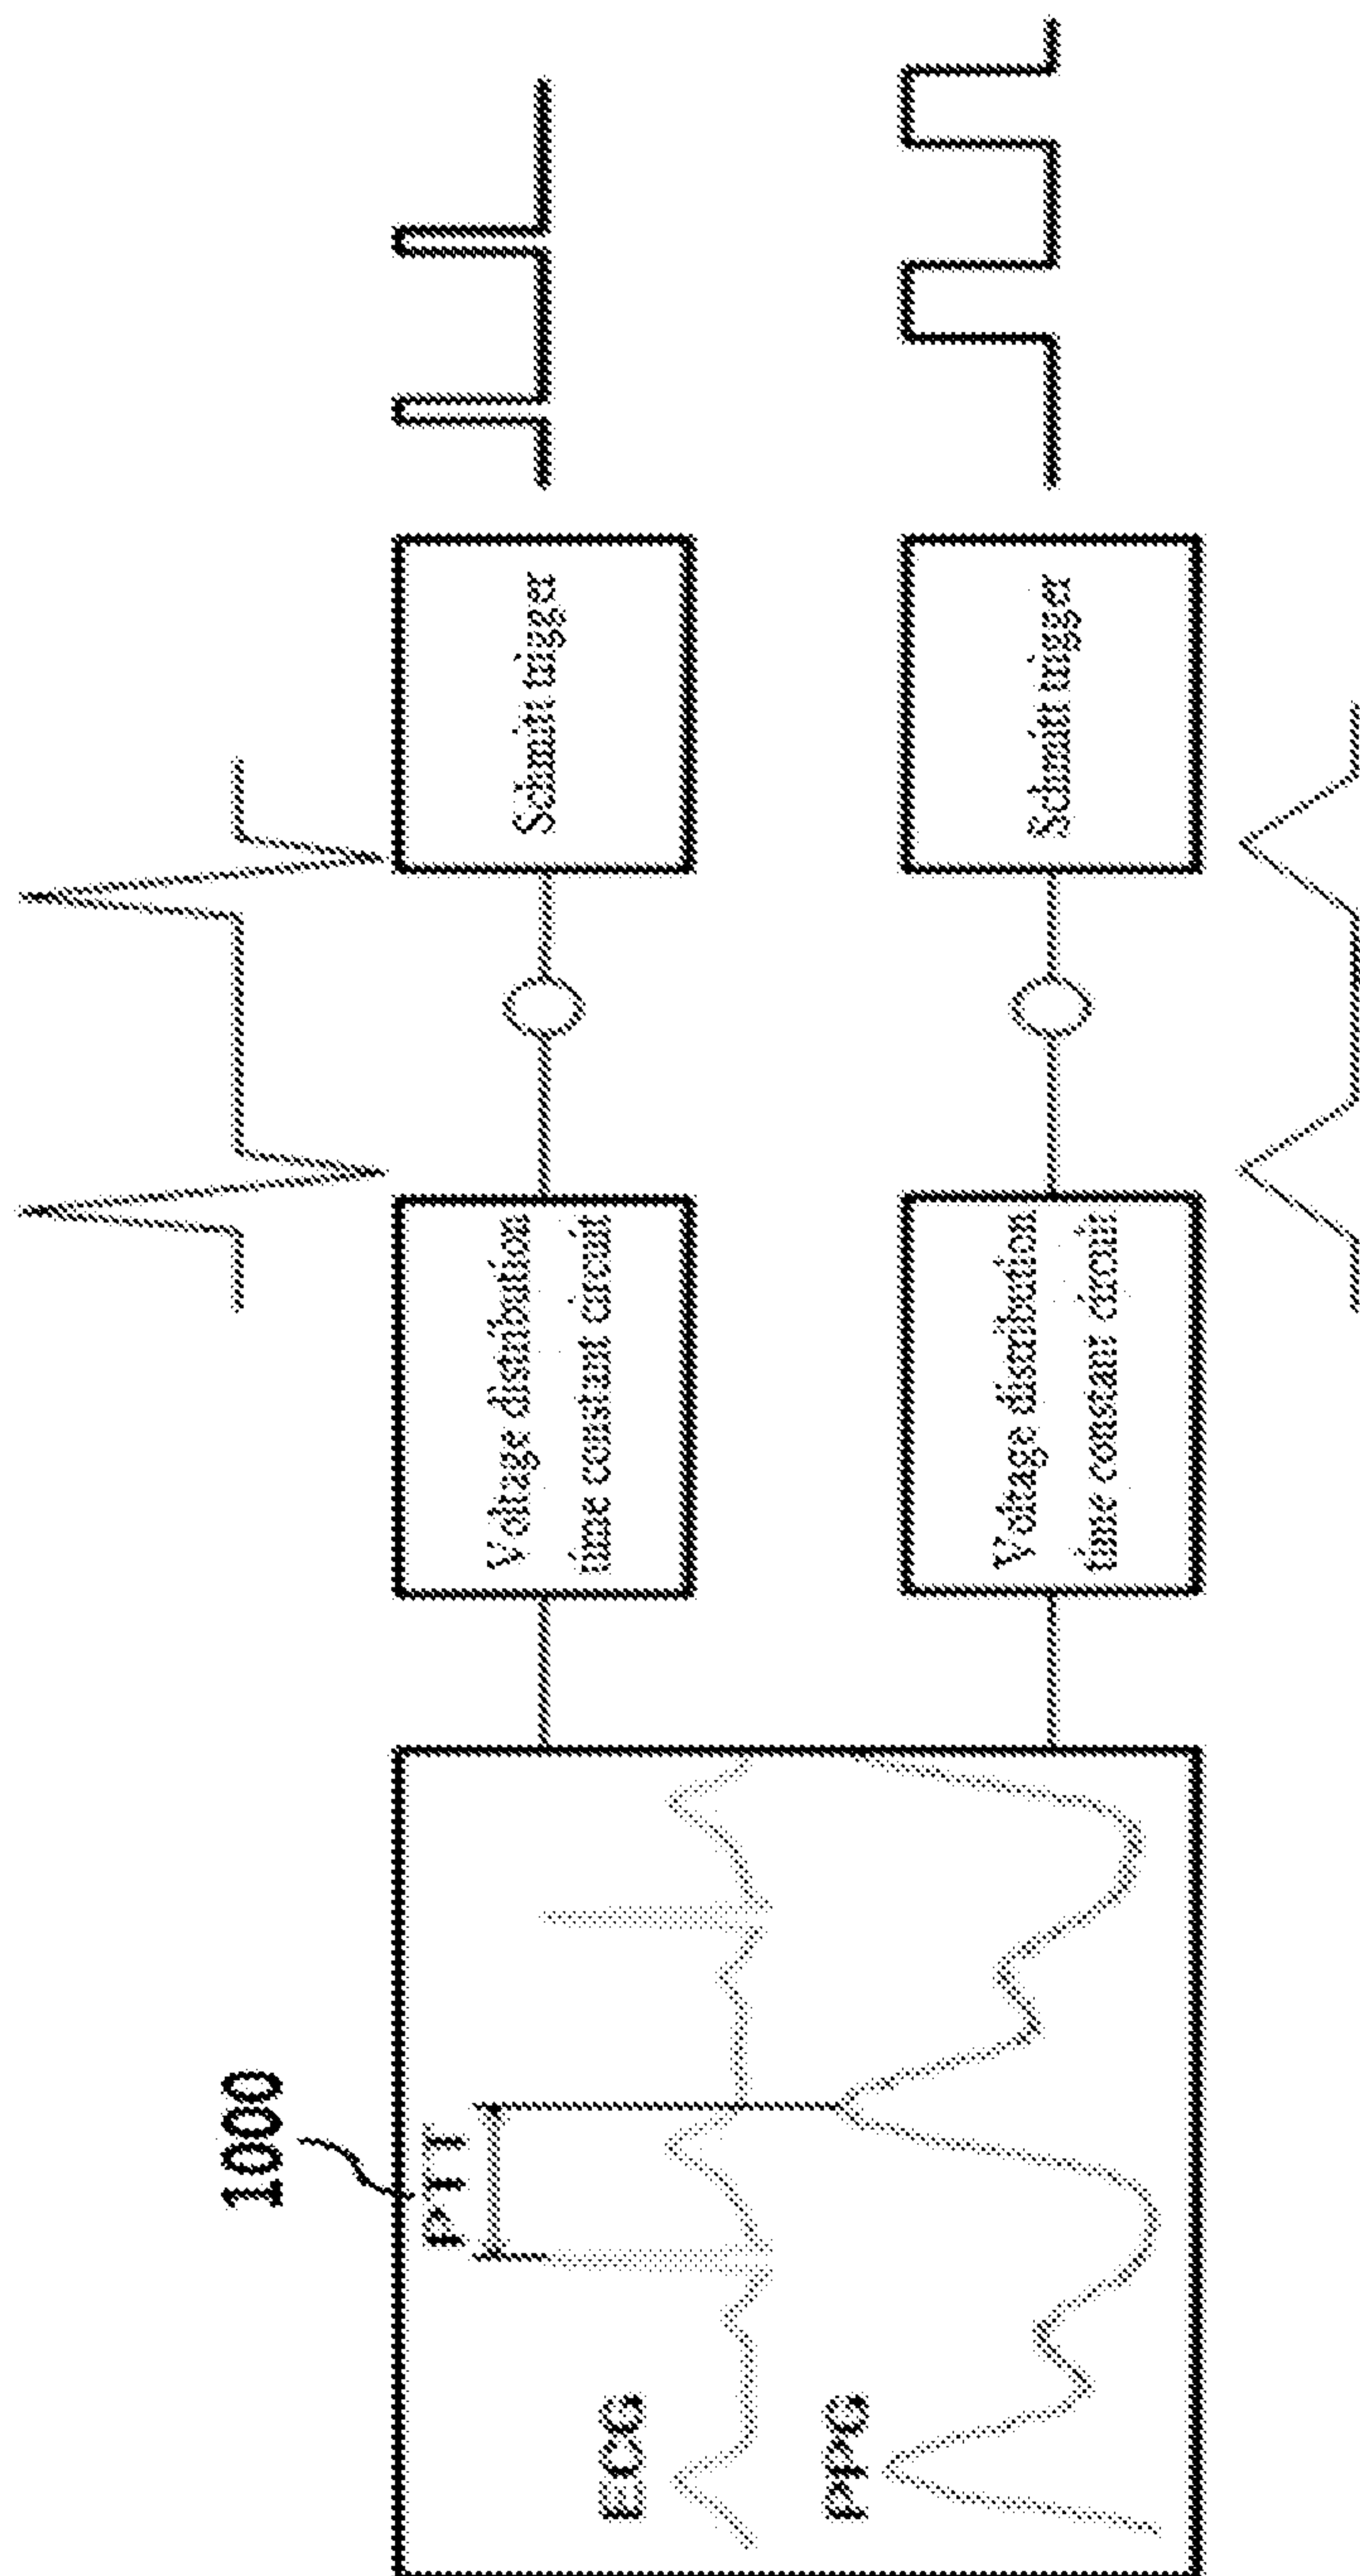 1000
PTT
ECG
PPG
Voltage distribution
time constant circuit
Schmitt trigger
Voltage distribution
time constant circuit
Schmitt trigger